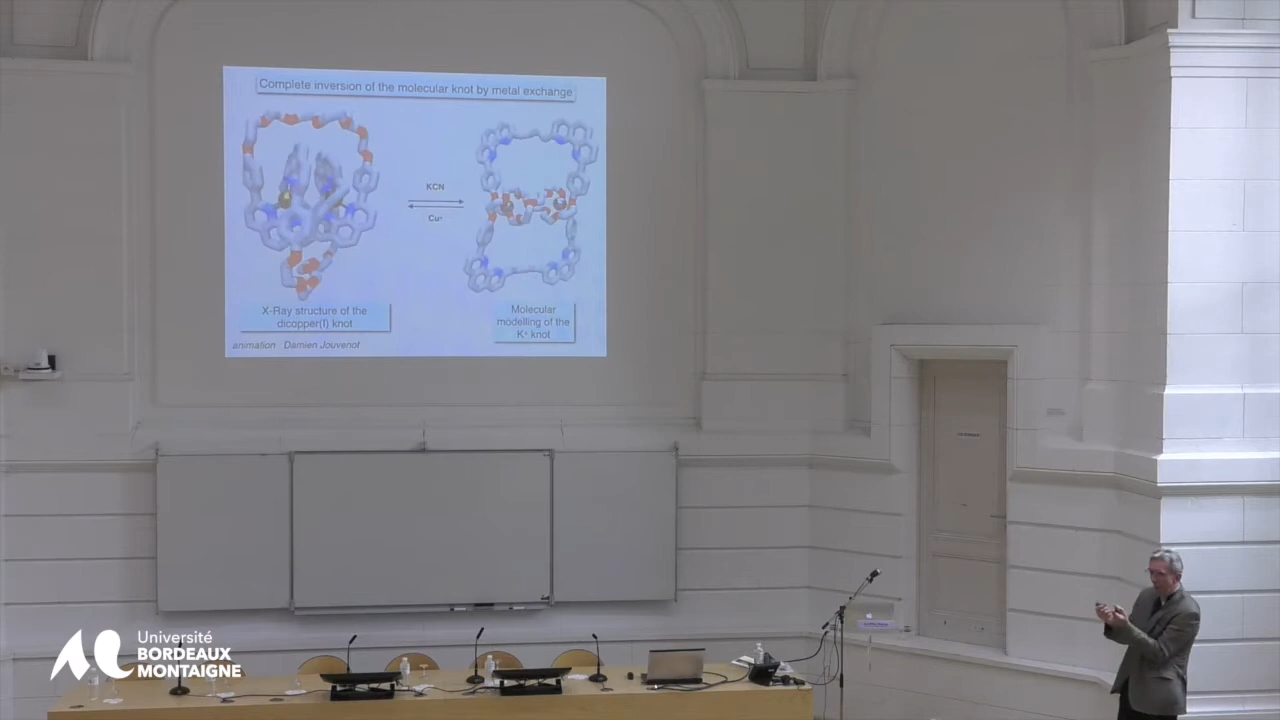 Complete inversion of the molecular knot by metal exchange
KCN
Cu+
X-Ray structure of the
dicopper(I) knot
Molecular
modelling of the
K+ knot
animation Damien Jouvenot
Université
BORDEAUX
MONTAIGNE